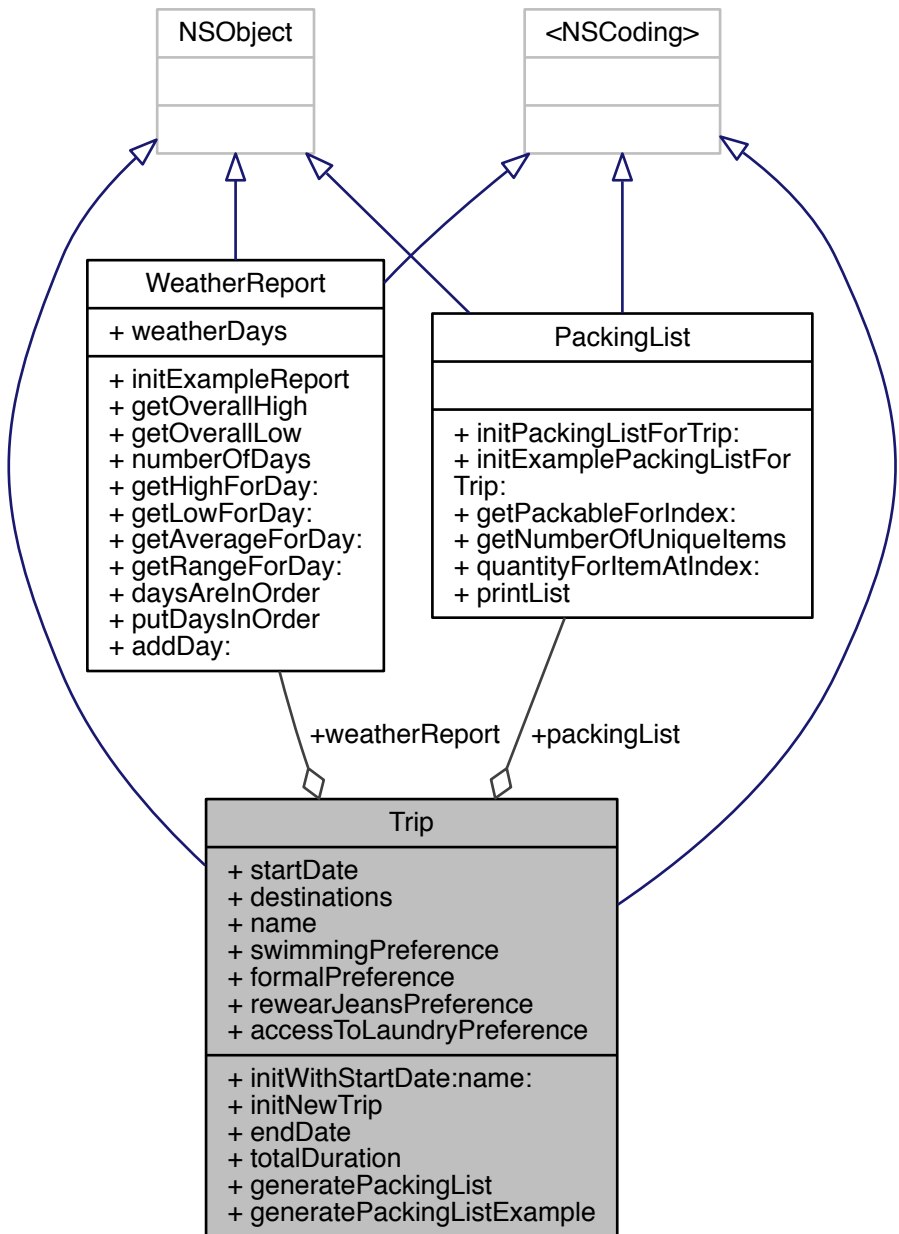 NSObject
<NSCoding>
WeatherReport
+ weatherDays
+ initExampleReport
+ getOverallHigh
+ getOverallLow
+ numberOfDays
+ getHighForDay:
+ getLowForDay:
+ getAverageForDay:
+ getRangeForDay:
+ daysAreInOrder
+ putDaysInOrder
+ addDay:
PackingList
+ initPackingListForTrip:
+ initExamplePackingListFor
Trip:
+ getPackableForIndex:
+ getNumberOfUniqueItems
+ quantityForItemAtIndex:
+ printList
+weatherReport
+packingList
Trip
+ startDate
+ destinations
+ name
+ swimmingPreference
+ formalPreference
+ rewearJeansPreference
+ accessToLaundryPreference
+ initWithStartDate:name:
+ initNewTrip
+ endDate
+ totalDuration
+ generatePackingList
+ generatePackingListExample